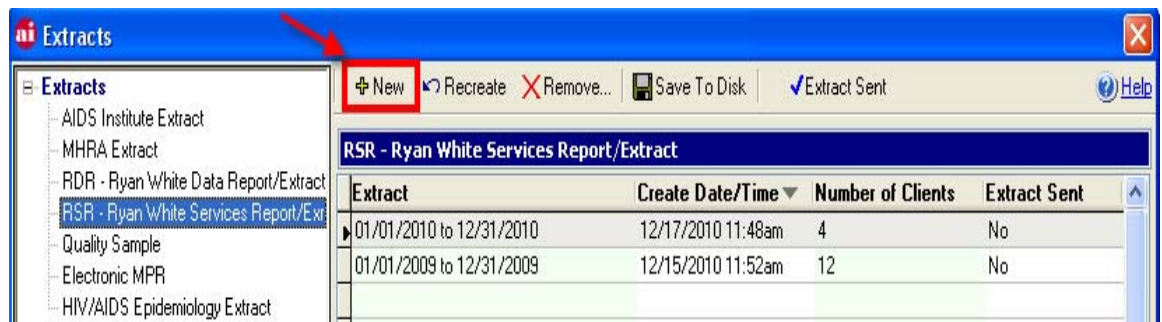 ai Extracts
Extracts
AIDS Institute Extract
MHRA Extract
RDR - Ryan White Data Report/Extract
RSR - Ryan White Services Report/Exr
Quality Sample
Electronic MPR
HIV/AIDS Epidemiology Extract
New Recreate Remove... Save To Disk Extract Sent Help
RSR - Ryan White Services Report/Extract
Extract Create Date/Time Number of Clients Extract Sent
01/01/2010 to 12/31/2010 12/17/2010 11:48am 4 No
01/01/2009 to 12/31/2009 12/15/2010 11:52am 12 No